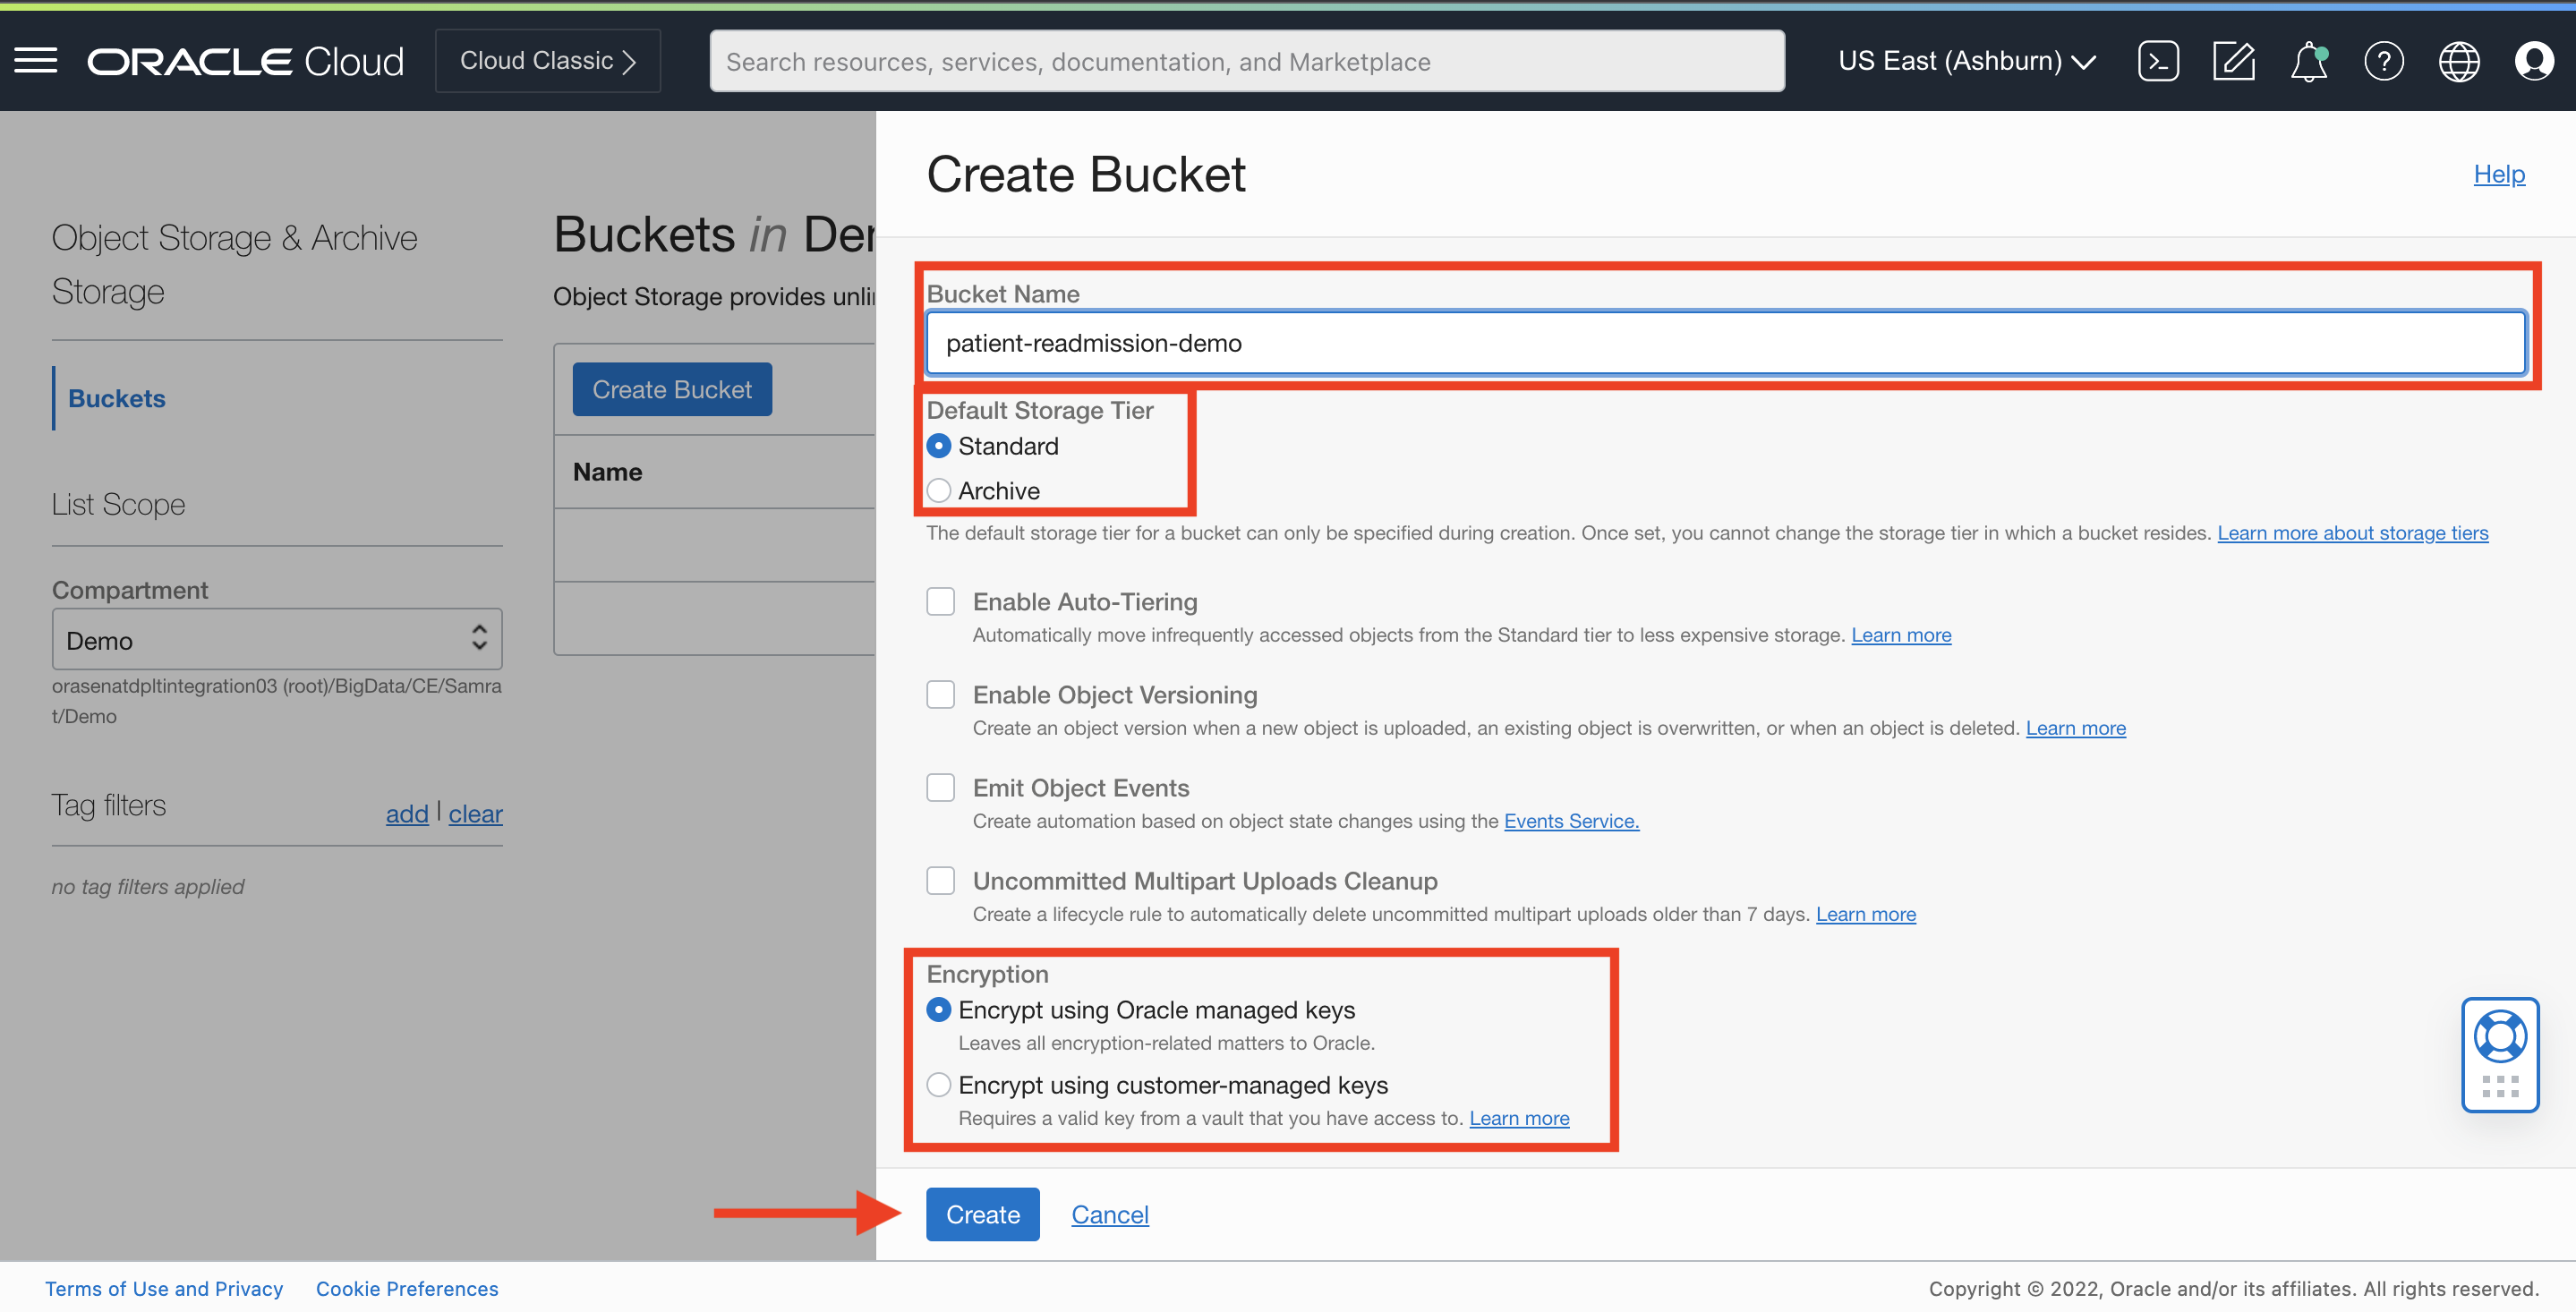 ORACLE Cloud
Cloud Classic
Search resources, services, documentation, and Marketplace
US East (Ashburn)
Object Storage & Archive
Storage
Buckets
List Scope
Compartment
Demo
orasenatdpltintegration03 (root)/BigData/CE/Samra
t/Demo
Tag filters
add | clear
no tag filters applied
Buckets in Der
Object Storage provides unli
Create Bucket
Name
Create Bucket
Help
Bucket Name
patient-readmission-demo
Default Storage Tier
Standard
Archive
The default storage tier for a bucket can only be specified during creation. Once set, you cannot change the storage tier in which a bucket resides. Learn more about storage tiers
Enable Auto-Tiering
Automatically move infrequently accessed objects from the Standard tier to less expensive storage. Learn more
Enable Object Versioning
Create an object version when a new object is uploaded, an existing object is overwritten, or when an object is deleted. Learn more
Emit Object Events
Create automation based on object state changes using the Events Service.
Uncommitted Multipart Uploads Cleanup
Create a lifecycle rule to automatically delete uncommitted multipart uploads older than 7 days. Learn more
Encryption
Encrypt using Oracle managed keys
Leaves all encryption-related matters to Oracle.
Encrypt using customer-managed keys
Requires a valid key from a vault that you have access to. Learn more
Create
Cancel
Terms of Use and Privacy
Cookie Preferences
Copyright © 2022, Oracle and/or its affiliates. All rights reserved.